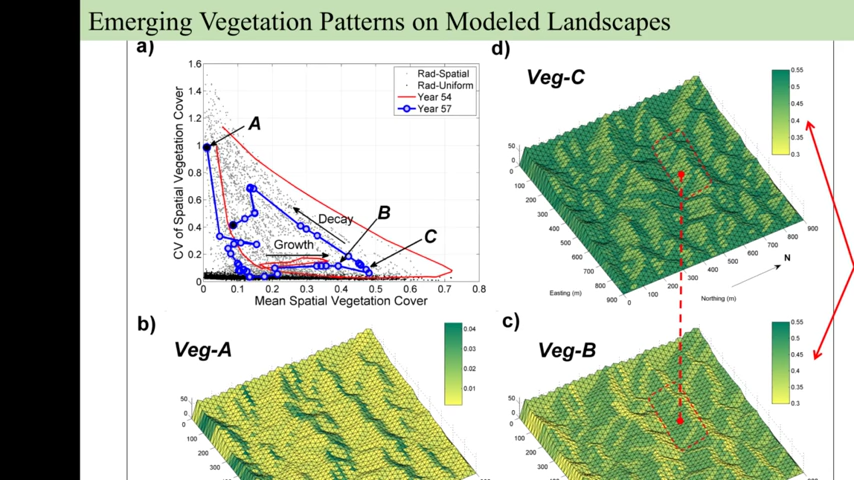 Emerging Vegetation Patterns on Modeled Landscapes
a)
CV of Spatial Vegetation Cover
1.6
1.4
1.2
1
0.8
0.6
0.4
0.2
0
0 0.1 0.2 0.3 0.4 0.5 0.6 0.7 0.8
Mean Spatial Vegetation Cover
Rad-Spatial
Rad-Uniform
Year 54
Year 57
A
B
C
Decay
Growth
d)
Veg-C
0.55
0.5
0.45
0.4
0.35
0.3
50
0
100
200
300
400
500
600
700
800
900
Easting (m)
0
100
200
300
400
500
600
700
800
900
Northing (m)
N
b)
Veg-A
0.04
0.03
0.02
0.01
50
0
100
200
300
c)
Veg-B
0.55
0.5
0.45
0.4
0.35
0.3
50
0
100
200